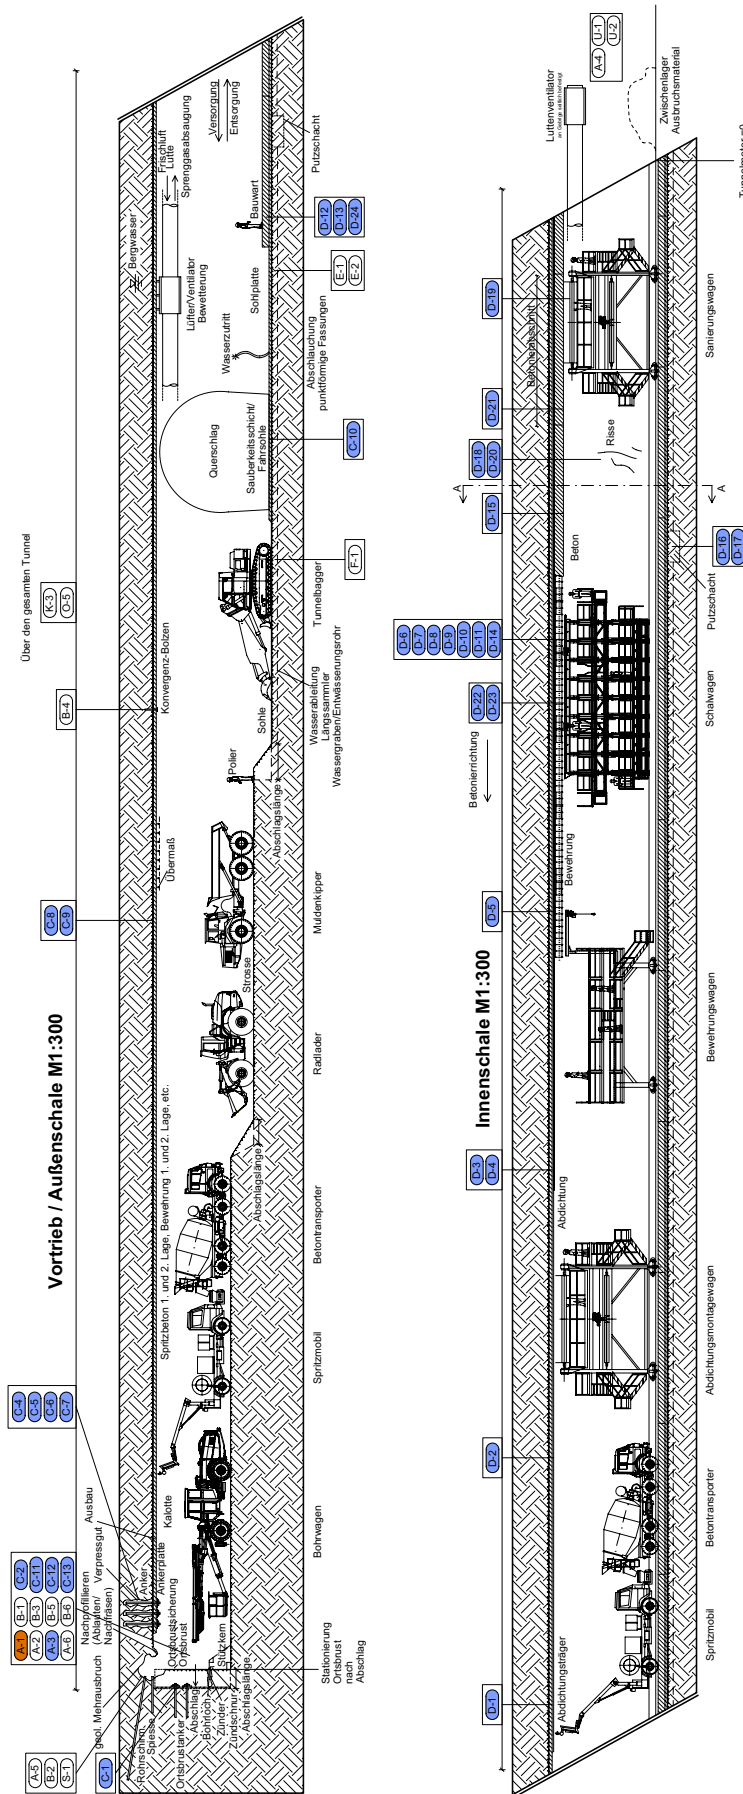 Vortrieb / Außenschale M1:300
A-5
B-2
S-1
C-1
A-1
A-2
A-3
A-6
B-1
B-3
B-5
B-6
C-2
C-11
C-12
C-13
C-4
C-5
C-6
C-7
C-8
C-9
B-4
Über den gesamten Tunnel
K-3
O-5
geol. Mehrausbruch
Nachprofilieren
(Ablauten/
Nachfräsen)
Verpressgut
Ausbau
Rohrschirm
Spiesse
Ortsbrustanker
Abschlag
Bohrloch
Zünder
Zündschnur
Abschlagslänge
Anker
Ankerplatte
Ortsbrustsicherung
Ortsbrust
Stützkern
Kalotte
Stationierung
Ortsbrust
nach
Abschlag
Spritzbeton 1. und 2. Lage, Bewehrung 1. und 2. Lage, etc.
Übermaß
Konvergenz-Bolzen
Bohrwagen
Spritzmobil
Betontransporter
Abschlagslänge
Radlader
Strosse
Muldenkipper
Abschlagslänge
Polier
Sohle
Wasserableitung
Längssammler
Wassergraben/Entwässerungsrohr
Tunnelbagger
F-1
Querschlag
Sauberkeitsschicht/
Fahrsohle
C-10
Bergwasser
Lüfter/Ventilator
Bewetterung
Wasserzutritt
Sohlplatte
Abschlauchung
punktförmige Fassungen
E-1
E-2
Frischluft
Lutte
Sprenggasabsaugung
Versorgung
Entsorgung
Bauwart
D-12
D-13
D-24
Putzschacht
Innenschale M1:300
D-1
Abdichtungsträger
Spritzmobil
D-2
Betontransporter
Abdichtungsmontagewagen
D-3
D-4
Abdichtung
Bewehrungswagen
D-5
Bewehrung
Betonierrichtung
D-22
D-23
D-6
D-7
D-8
D-9
D-10
D-11
D-14
Schalwagen
Beton
D-15
Putzschacht
D-16
D-17
A
A
D-18
D-20
Risse
D-21
Betonierabschnitt
D-19
Sanierungswagen
Luttenventilator
A-4
U-1
U-2
Zwischenlager
Ausbruchsmaterial